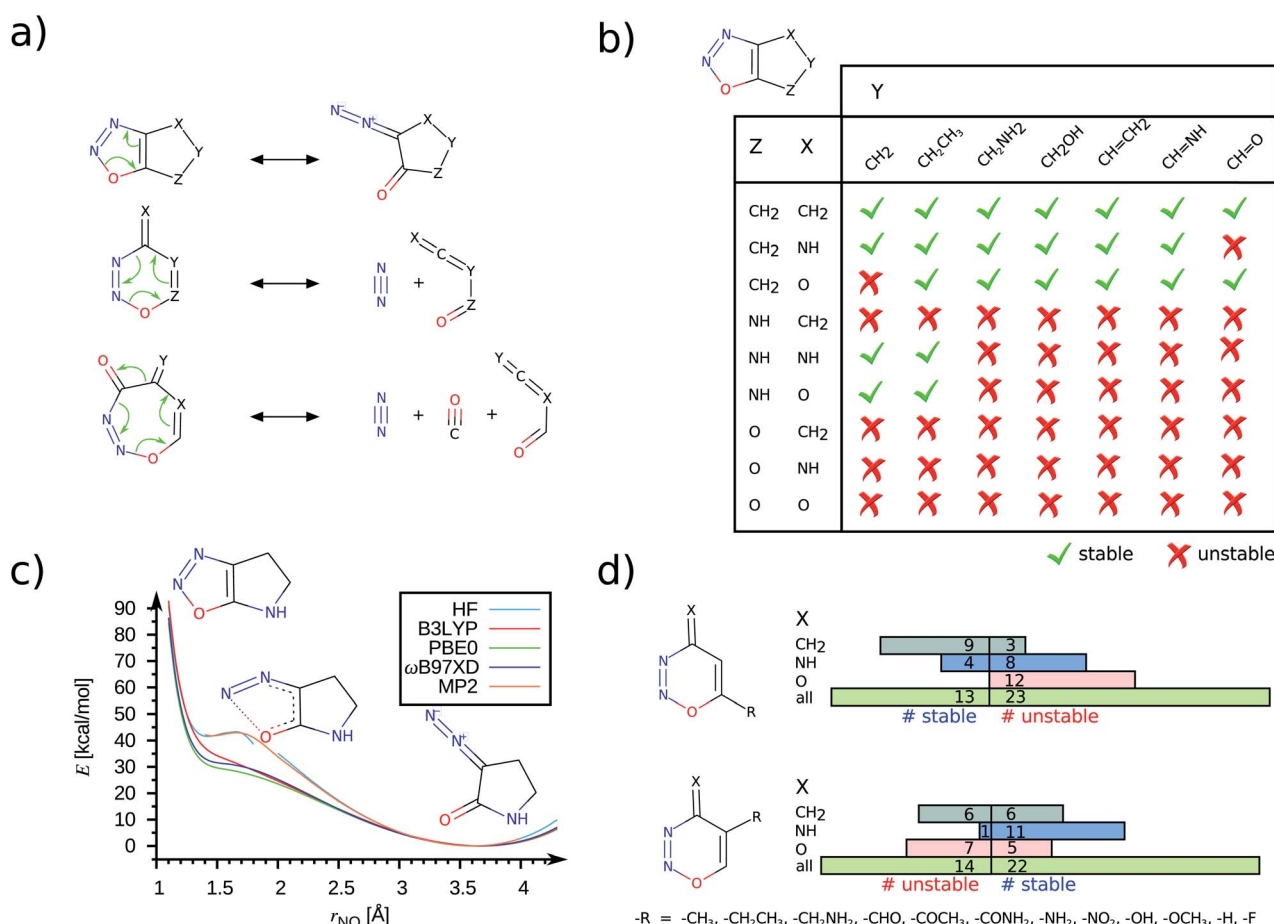 a)
N
N
O
X
Y
Z
N⁻
N⁺
X
Y
Z
O
X
N
N
O
Y
Z
N
N
+
X
C
Y
Z
O
O
Y
X
N
N
O
N
N
+
O
C
+
Y
C
X
O
b)
N
N
O
X
Y
Z
Y
Z X CH2 CH₂CH₃ CH₂NH2 CH2OH CH=CH2 CH=NH CH=O
CH₂ CH₂
CH₂ NH
CH₂ O
NH CH₂
NH NH
NH O
O CH₂
O NH
O O
✓ stable ✗ unstable
c)
N
N
O
NH
N
N
O
NH
N⁻
N⁺
O
NH
HF
B3LYP
PBE0
ωB97XD
MP2
E [kcal/mol]
90
80
70
60
50
40
30
20
10
0
1 1.5 2 2.5 3 3.5 4
rNO [Å]
d)
X
N
N
O
R
X
CH₂ 9 3
NH 4 8
O 12
all 13 23
# stable # unstable
X
R
N
N
O
X
CH₂ 6 6
NH 1 11
O 7 5
all 14 22
# unstable # stable
-R = -CH₃, -CH₂CH₃, -CH₂NH₂, -CHO, -COCH₃, -CONH₂, -NH₂, -NO₂, -OH, -OCH₃, -H, -F